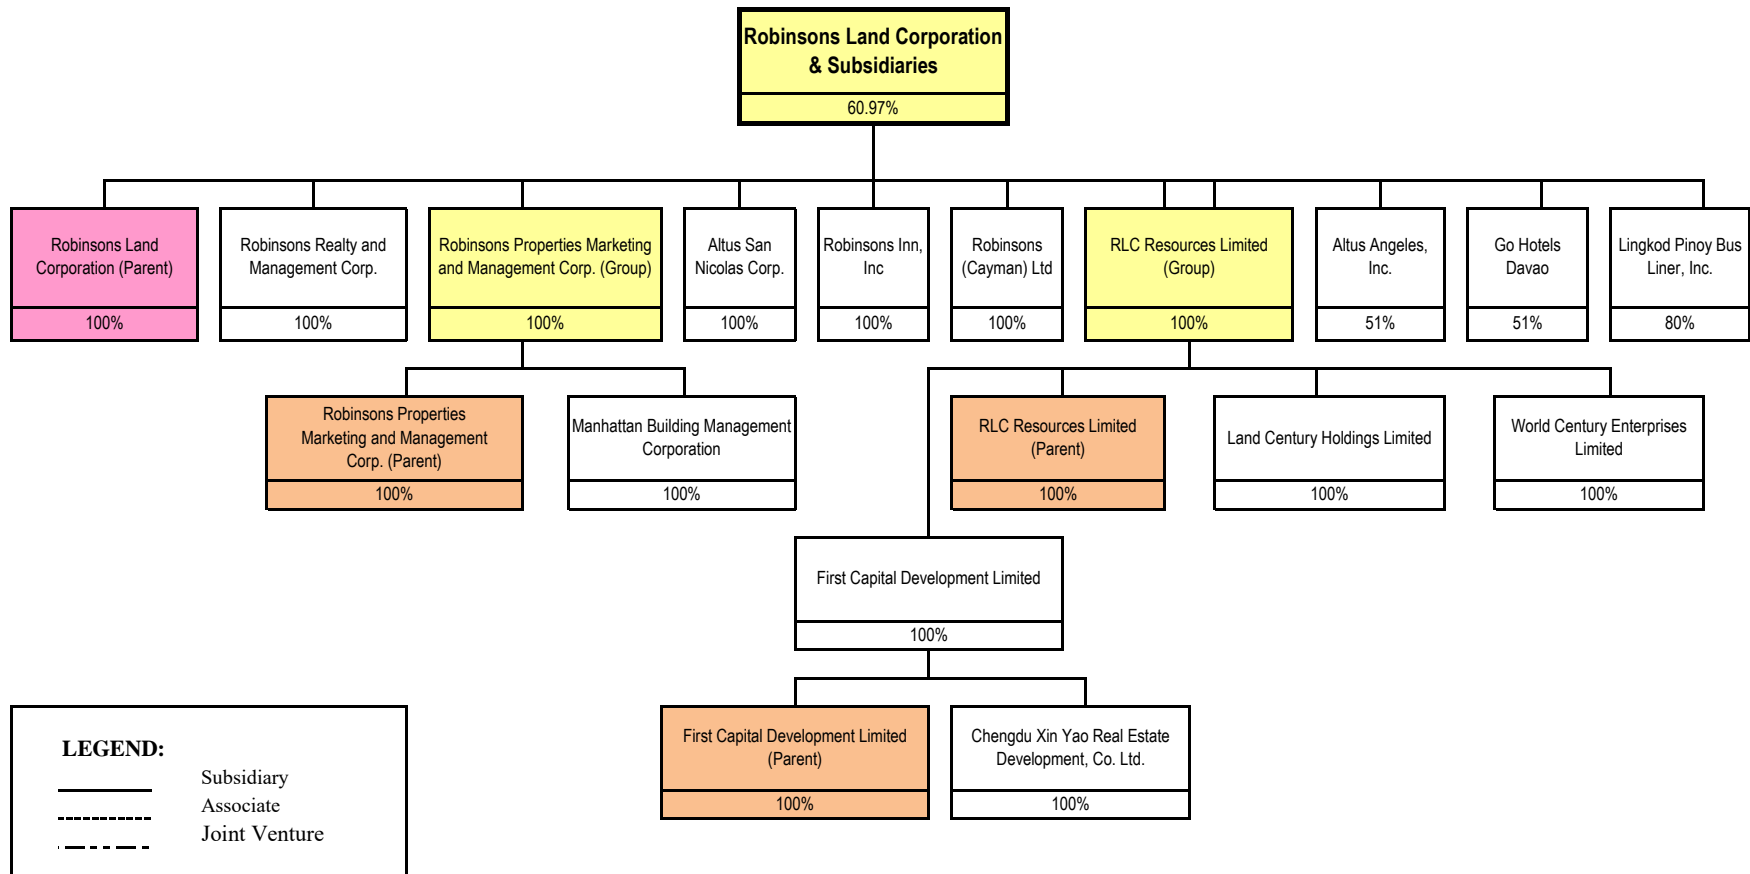 Robinsons Land Corporation
& Subsidiaries
60.97%
Robinsons Land
Corporation (Parent)
100%
Robinsons Realty and
Management Corp.
100%
Robinsons Properties Marketing
and Management Corp. (Group)
100%
Altus San
Nicolas Corp.
100%
Robinsons Inn,
Inc
100%
Robinsons
(Cayman) Ltd
100%
RLC Resources Limited
(Group)
100%
Altus Angeles,
Inc.
51%
Go Hotels
Davao
51%
Lingkod Pinoy Bus
Liner, Inc.
80%
Robinsons Properties
Marketing and Management
Corp. (Parent)
100%
Manhattan Building Management
Corporation
100%
RLC Resources Limited
(Parent)
100%
Land Century Holdings Limited
100%
World Century Enterprises
Limited
100%
First Capital Development Limited
100%
First Capital Development Limited
(Parent)
100%
Chengdu Xin Yao Real Estate
Development, Co. Ltd.
100%
LEGEND:
Subsidiary
Associate
Joint Venture